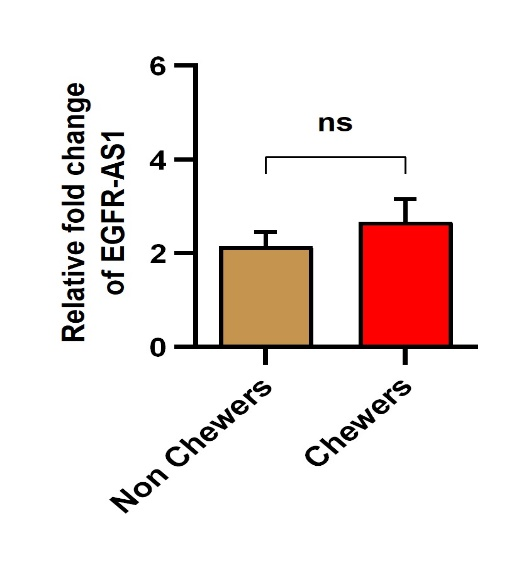 Relative fold change
of EGFR-AS1
6
4
2
0
ns
Non Chewers
Chewers